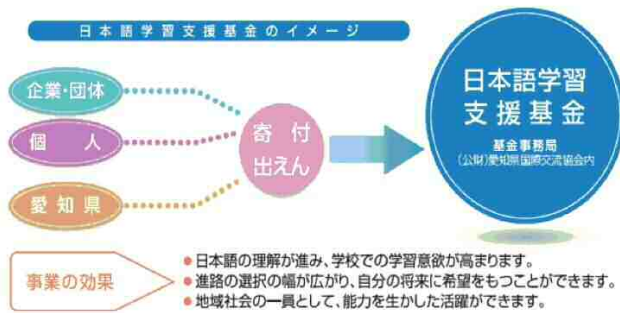 日本語学習支援基金のイメージ
企業・団体
個人
愛知県
寄付
出えん
日本語学習
支援基金
基金事務局
(公財)愛知県国際交流協会内
事業の効果
●日本語の理解が進み、学校での学習意欲が高まります。
●進路の選択の幅が広がり、自分の将来に希望をもつことができます。
●地域社会の一員として、能力を生かした活躍ができます。